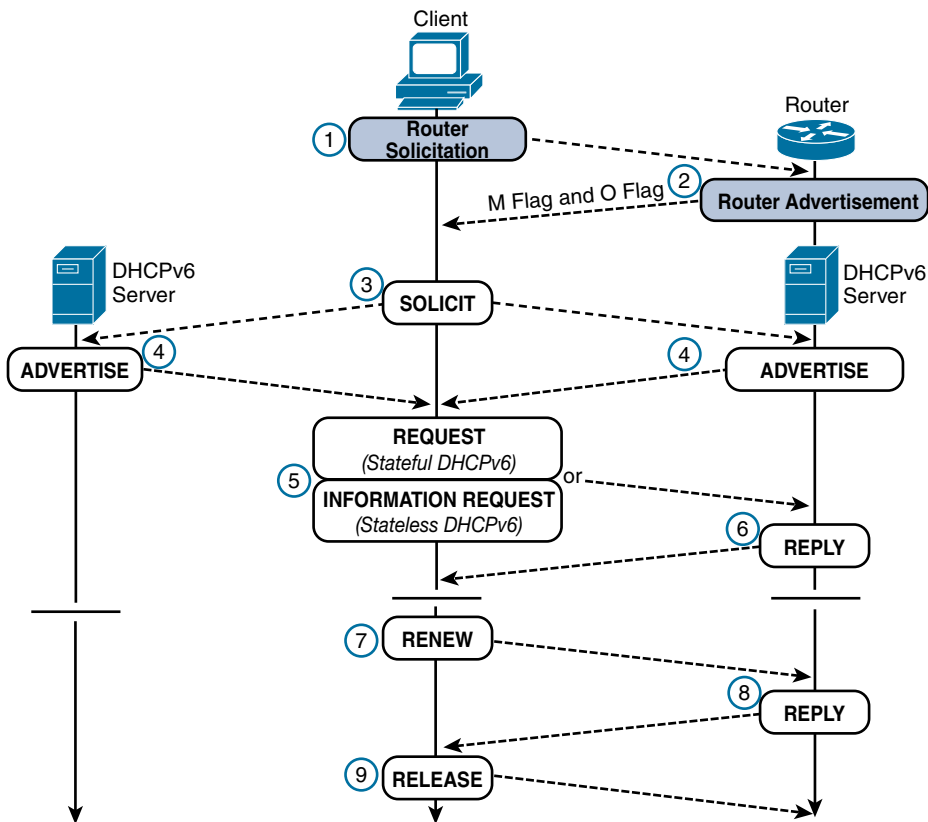 Client
Router
1
Router
Solicitation
2
M Flag and O Flag
Router Advertisement
DHCPv6
Server
DHCPv6
Server
3
SOLICIT
4
ADVERTISE
4
ADVERTISE
REQUEST
(Stateful DHCPv6)
5
or
INFORMATION REQUEST
(Stateless DHCPv6)
6
REPLY
7
RENEW
8
REPLY
9
RELEASE